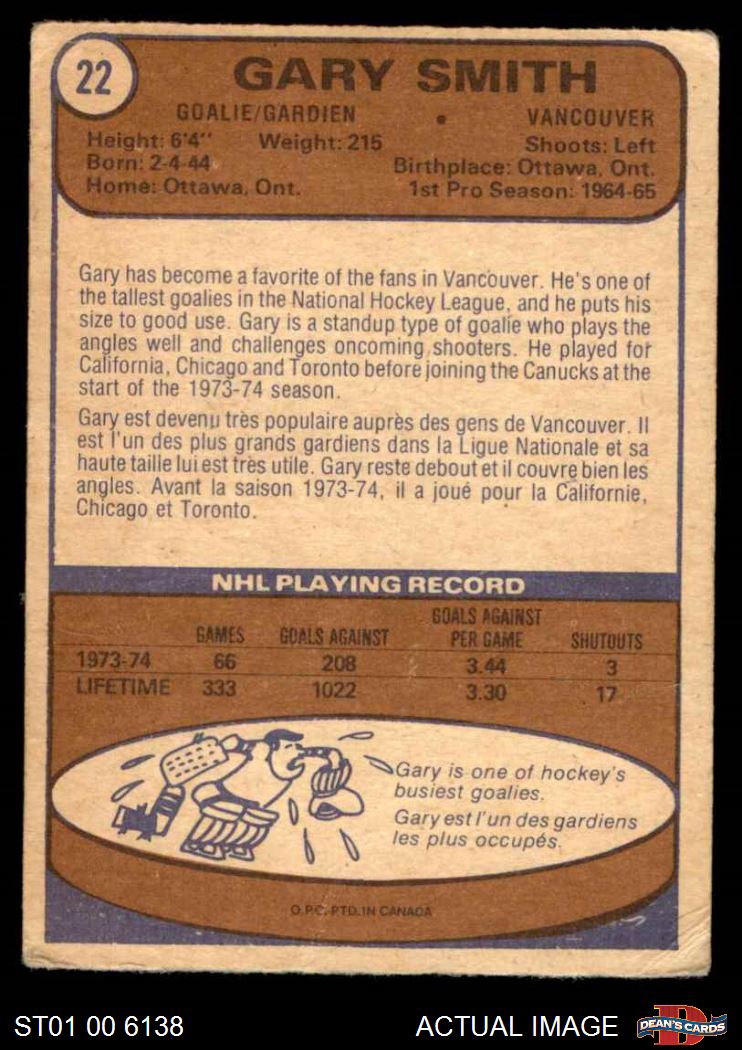 22
GARY SMITH
GOALIE/GARDIEN • VANCOUVER
Height: 6'4" Weight: 215 Shoots: Left
Born: 2-4-44 Birthplace: Ottawa, Ont.
Home: Ottawa, Ont. 1st Pro Season: 1964-65
Gary has become a favorite of the fans in Vancouver. He's one of
the tallest goalies in the National Hockey League, and he puts his
size to good use. Gary is a standup type of goalie who plays the
angles well and challenges oncoming shooters. He played for
California, Chicago and Toronto before joining the Canucks at the
start of the 1973-74 season.
Gary est devenu très populaire auprès des gens de Vancouver. Il
est l'un des plus grands gardiens dans la Ligue Nationale et sa
haute taille lui est très utile. Gary reste debout et il couvre bien les
angles. Avant la saison 1973-74, il a joué pour la Californie,
Chicago et Toronto.
NHL PLAYING RECORD
GAMES GOALS AGAINST GOALS AGAINST PER GAME SHUTOUTS
1973-74 66 208 3.44 3
LIFETIME 333 1022 3.30 17
Gary is one of hockey's
busiest goalies.
Gary est l'un des gardiens
les plus occupés.
O.P.C. PTD. IN CANADA
ST01 00 6138 ACTUAL IMAGE DEAN'S CARDS